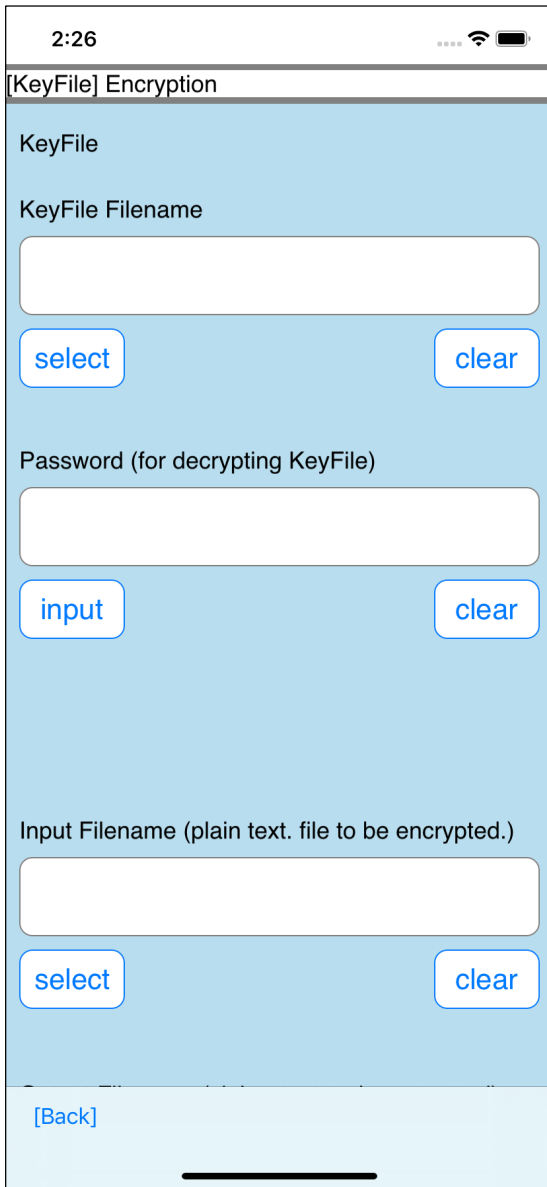 2:26
[KeyFile] Encryption
KeyFile
KeyFile Filename
select clear
Password (for decrypting KeyFile)
input clear
Input Filename (plain text. file to be encrypted.)
select clear
[Back]